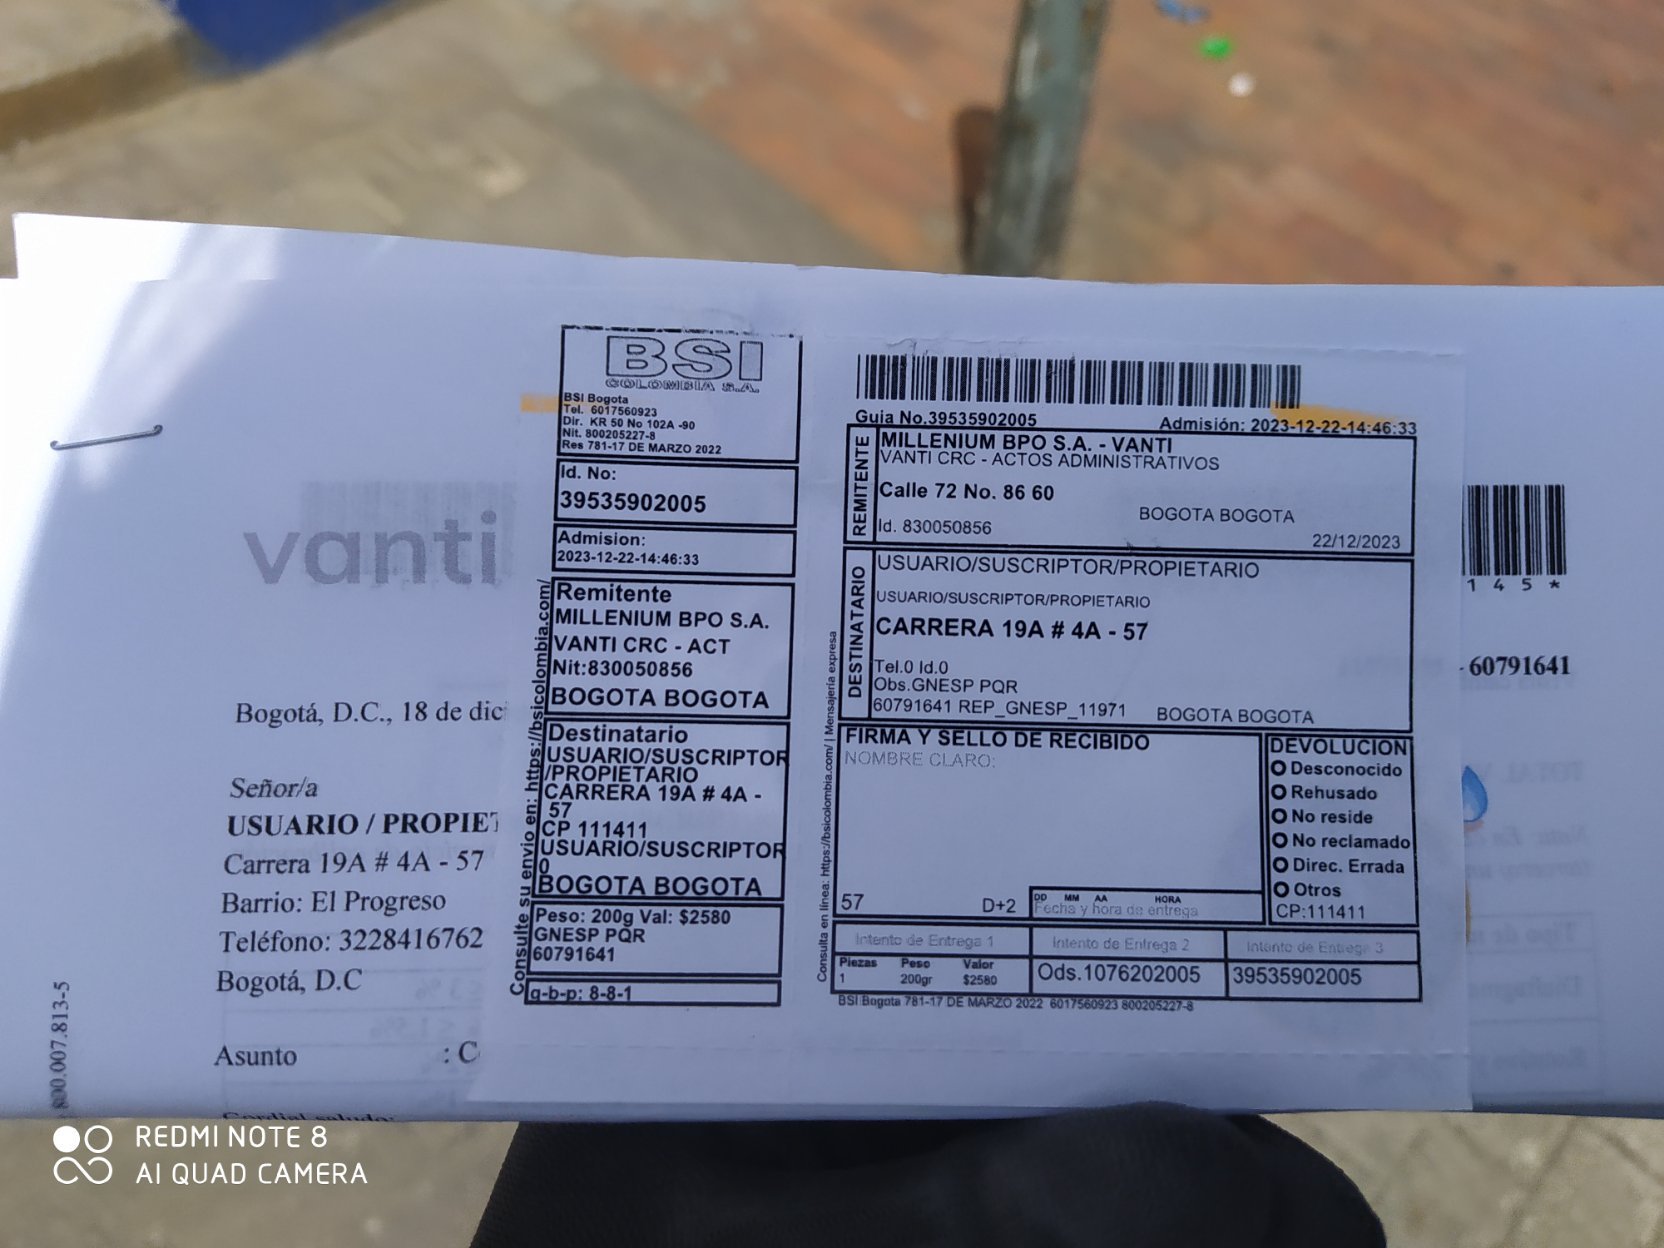 vanti
Bogotá, D.C., 18 de dic
Señor/a
USUARIO / PROPIET
Carrera 19A # 4A - 57
Barrio: El Progreso
Teléfono: 3228416762
Bogotá, D.C
Asunto : C
Cordial saludo:
800.007.813-5
BSI
COLOMBIA S.A.
BSI Bogota
Tel. 6017560923
Dir. KR 50 No 102A -90
Nit. 800205227-8
Res 781-17 DE MARZO 2022
Id. No:
39535902005
Admision:
2023-12-22-14:46:33
Remitente
MILLENIUM BPO S.A.
VANTI CRC - ACT
Nit:830050856
BOGOTA BOGOTA
Destinatario
USUARIO/SUSCRIPTOR
/PROPIETARIO
CARRERA 19A # 4A -
57
CP 111411
USUARIO/SUSCRIPTOR
0
BOGOTA BOGOTA
Peso: 200g Val: $2580
GNESP PQR
60791641
g-b-p: 8-8-1
Consulte su envio en: https://bsicolombia.com/
Guia No.39535902005 Admisión: 2023-12-22-14:46:33
REMITENTE
MILLENIUM BPO S.A. - VANTI
VANTI CRC - ACTOS ADMINISTRATIVOS
Calle 72 No. 86 60
BOGOTA BOGOTA
Id. 830050856
22/12/2023
DESTINATARIO
USUARIO/SUSCRIPTOR/PROPIETARIO
USUARIO/SUSCRIPTOR/PROPIETARIO
CARRERA 19A # 4A - 57
Tel.0 Id.0
Obs.GNESP PQR
60791641 REP_GNESP_11971 BOGOTA BOGOTA
FIRMA Y SELLO DE RECIBIDO
NOMBRE CLARO:
57 D+2
DD MM AA HORA
Fecha y hora de entrega
DEVOLUCION
Desconocido
Rehusado
No reside
No reclamado
Direc. Errada
Otros
CP:111411
Intento de Entrega 1 Intento de Entrega 2 Intento de Entrega 3
Piezas Peso Valor
1 200gr $2580
Ods.1076202005 39535902005
BSI Bogota 781-17 DE MARZO 2022 6017560923 800205227-8
Consulta en linea: https://bsicolombia.com/ | Mensajería expresa
1 4 5 *
- 60791641
REDMI NOTE 8
AI QUAD CAMERA